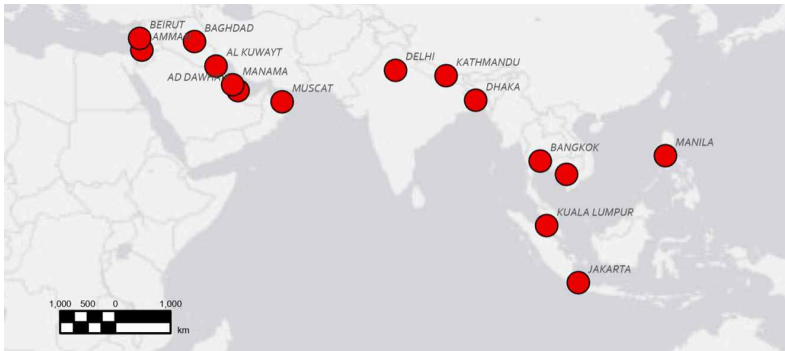 BEIRUT
BAGHDAD
AMMAN
AL KUWAYT
AD DAWHAH
MANAMA
MUSCAT
DELHI
KATHMANDU
DHAKA
BANGKOK
MANILA
KUALA LUMPUR
JAKARTA
1,000 500 0 1,000
km